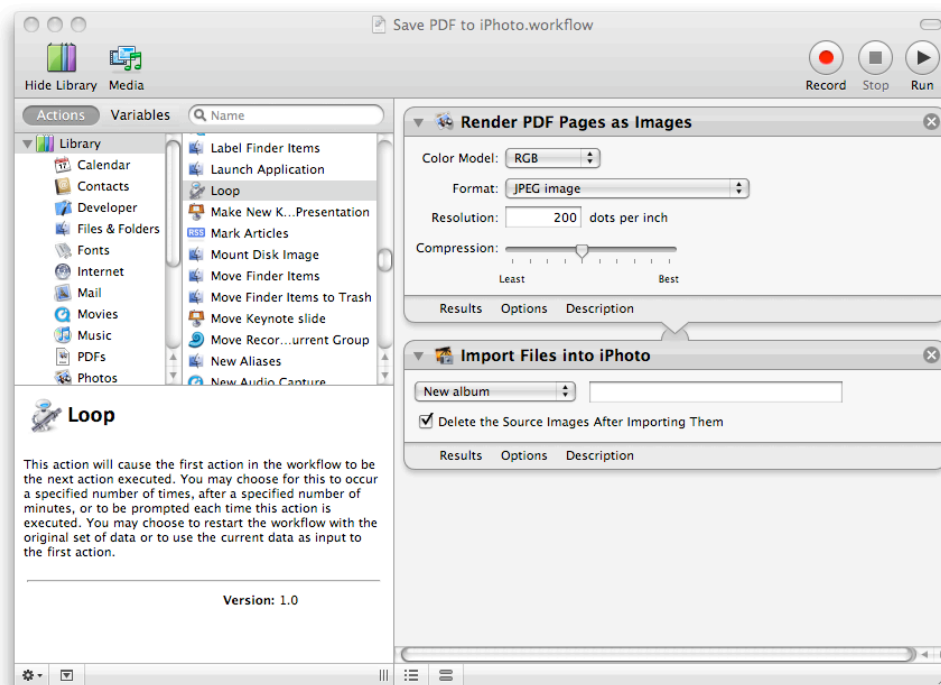 Save PDF to iPhoto.workflow
Hide Library
Media
Record
Stop
Run
Actions
Variables
Name
Library
Calendar
Contacts
Developer
Files & Folders
Fonts
Internet
Mail
Movies
Music
PDFs
Photos
Label Finder Items
Launch Application
Loop
Make New K...Presentation
RSS Mark Articles
Mount Disk Image
Move Finder Items
Move Finder Items to Trash
Move Keynote slide
Move Recor...urrent Group
New Aliases
New Audio Capture
Loop
This action will cause the first action in the workflow to be
the next action executed. You may choose for this to occur
a specified number of times, after a specified number of
minutes, or to be prompted each time this action is
executed. You may choose to restart the workflow with the
original set of data or to use the current data as input to
the first action.
Version: 1.0
Render PDF Pages as Images
Color Model: RGB
Format: JPEG image
Resolution: 200 dots per inch
Compression:
Least Best
Results Options Description
Import Files into iPhoto
New album
Delete the Source Images After Importing Them
Results Options Description